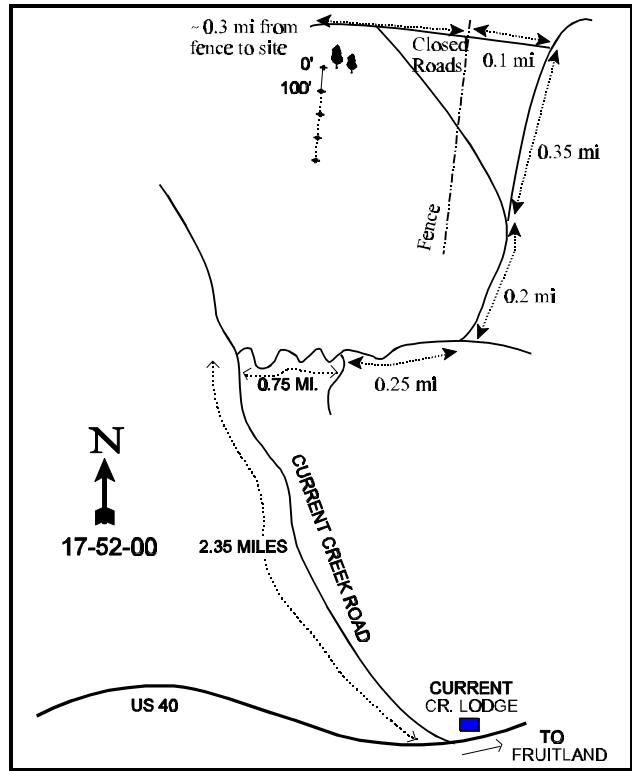 ~0.3 mi from
fence to site
Closed
Roads
0.1 mi
0'
100'
0.35 mi
Fence
0.2 mi
0.75 MI.
0.25 mi
N
17-52-00
2.35 MILES
CURRENT CREEK ROAD
US 40
CURRENT
CR. LODGE
TO
FRUITLAND